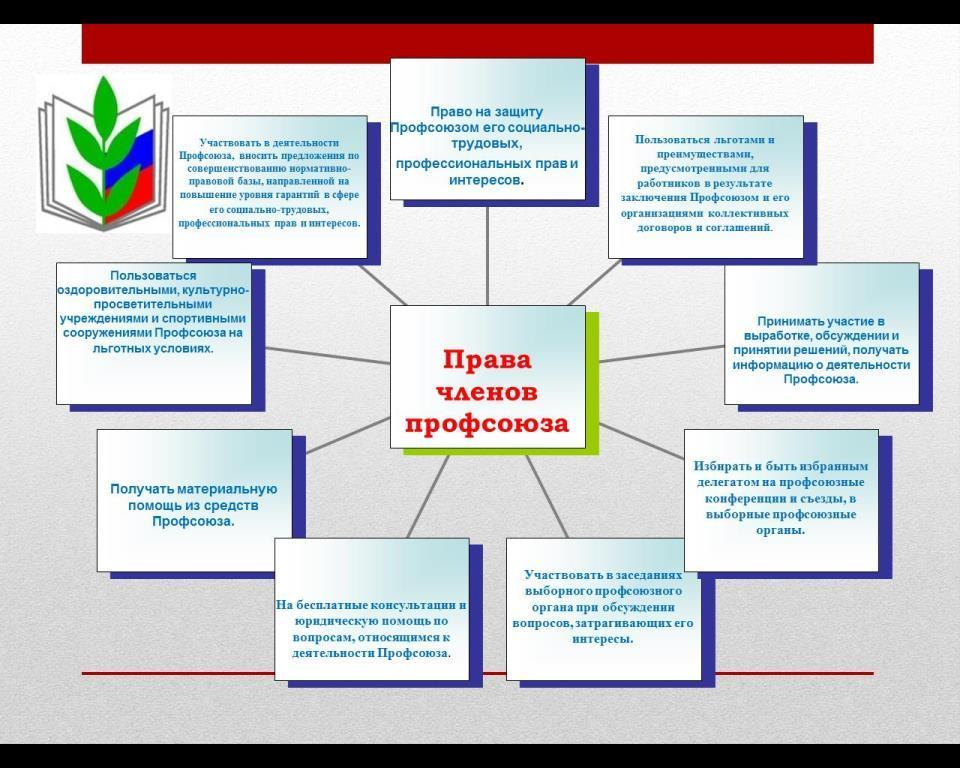 Право на защиту
Профсоюзом его социально-
трудовых,
профессиональных прав и
интересов.
Участвовать в деятельности
Профсоюза, вносить предложения по
совершенствованию нормативно-
правовой базы, направленной на
повышение уровня гарантий в сфере
его социально-трудовых,
профессиональных прав и интересов.
Пользоваться льготами и
преимуществами,
предусмотренными для
работников в результате
заключения Профсоюзом и его
организациями коллективных
договоров и соглашений.
Пользоваться
оздоровительными, культурно-
просветительными
учреждениями и спортивными
сооружениями Профсоюза на
льготных условиях.
Принимать участие в
выработке, обсуждении и
принятии решений, получать
информацию о деятельности
Профсоюза.
Права
членов
профсоюза
Получать материальную
помощь из средств
Профсоюза.
Избирать и быть избранным
делегатом на профсоюзные
конференции и съезды, в
выборные профсоюзные
органы.
На бесплатные консультации и
юридическую помощь по
вопросам, относящимся к
деятельности Профсоюза.
Участвовать в заседаниях
выборного профсоюзного
органа при обсуждении
вопросов, затрагивающих его
интересы.